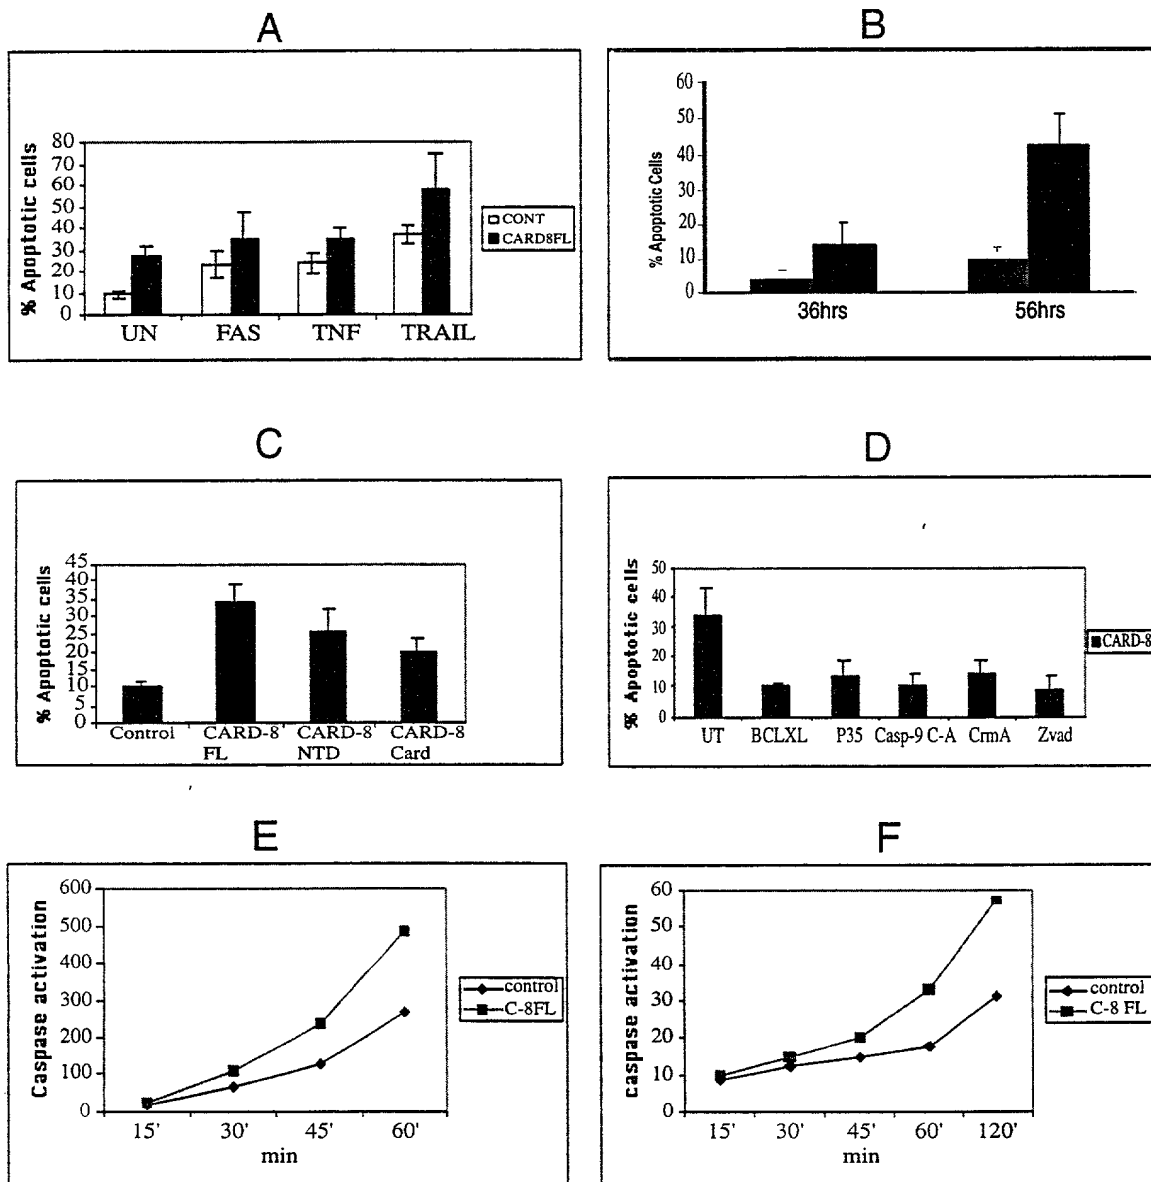 A
% Apoptotic cells
80
70
60
50
40
30
20
10
0
UN FAS TNF TRAIL
CONT
CARD8FL
B
% Apoptotic Cells
60
50
40
30
20
10
0
36hrs 56hrs
C
% Apoptotic cells
45
40
35
30
25
20
15
10
5
0
Control CARD-8 CARD-8 CARD-8
FL NTD Card
D
% Apoptotic cells
50
40
30
20
10
0
UT BCLXL P35 Casp-9 C-A CrmA Zvad
CARD-8
E
Caspase activation
600
500
400
300
200
100
0
15' 30' 45' 60'
min
control
C-8FL
F
caspase activation
60
50
40
30
20
10
0
15' 30' 45' 60' 120'
min
control
C-8 FL